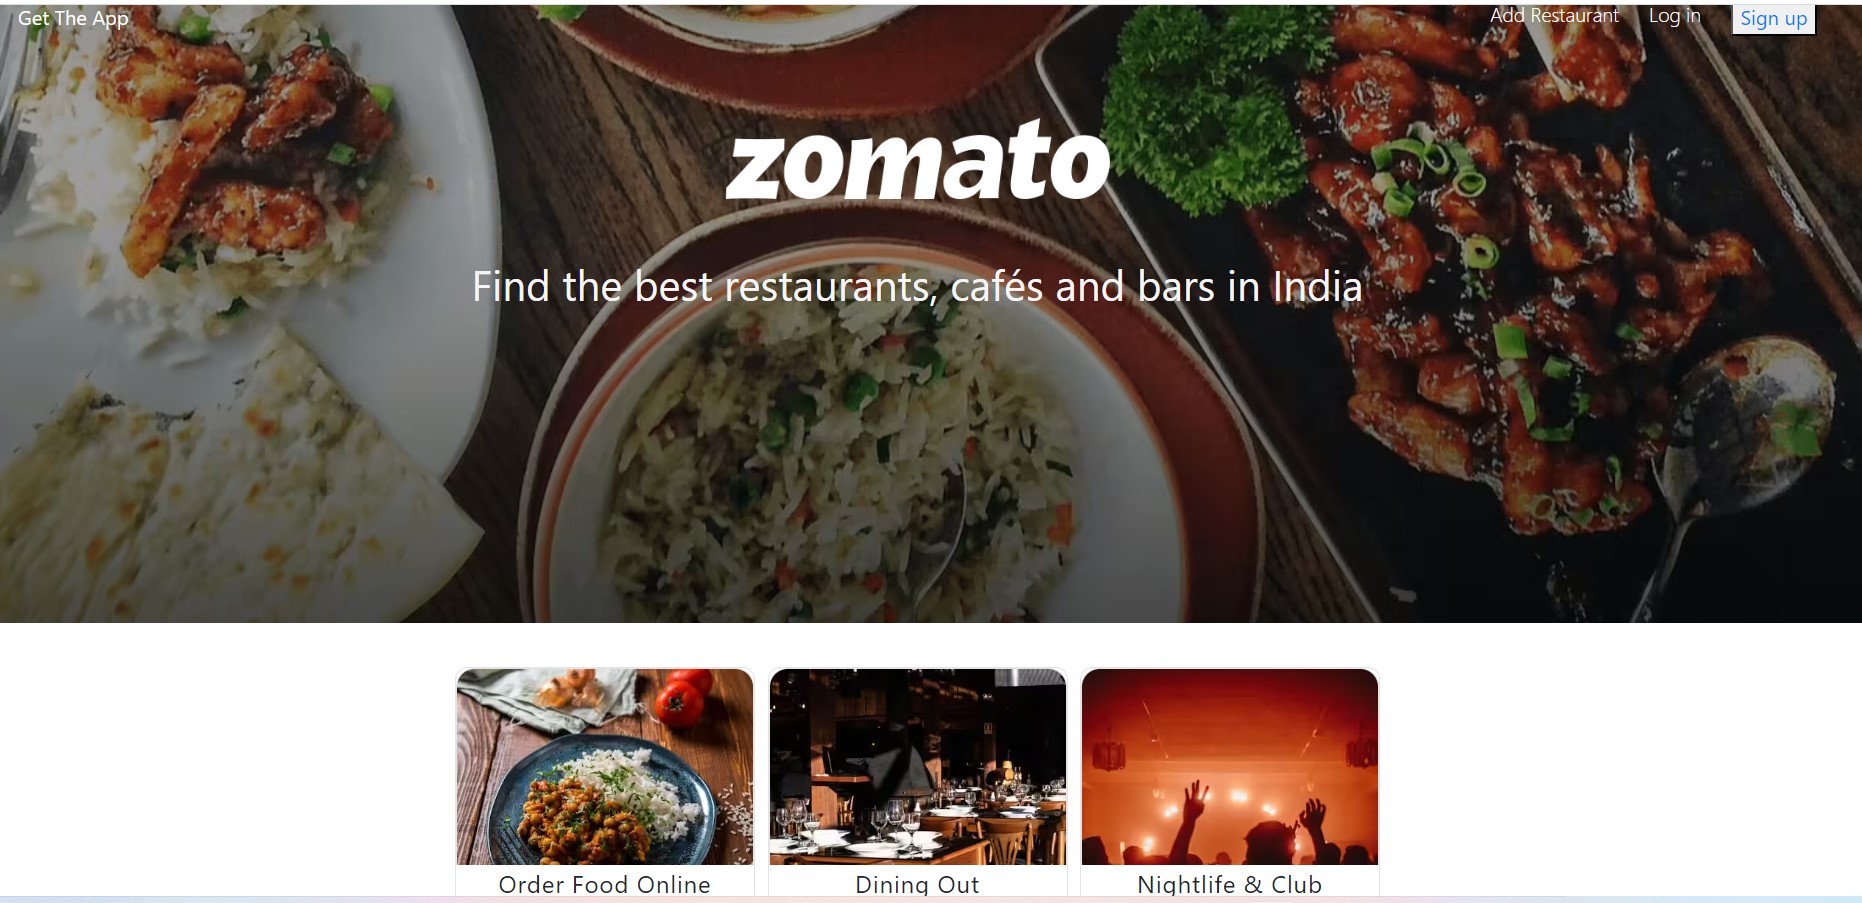 Get The App
Add Restaurant Log in Sign up
zomato
Find the best restaurants, cafés and bars in India
Order Food Online
Dining Out
Nightlife & Club